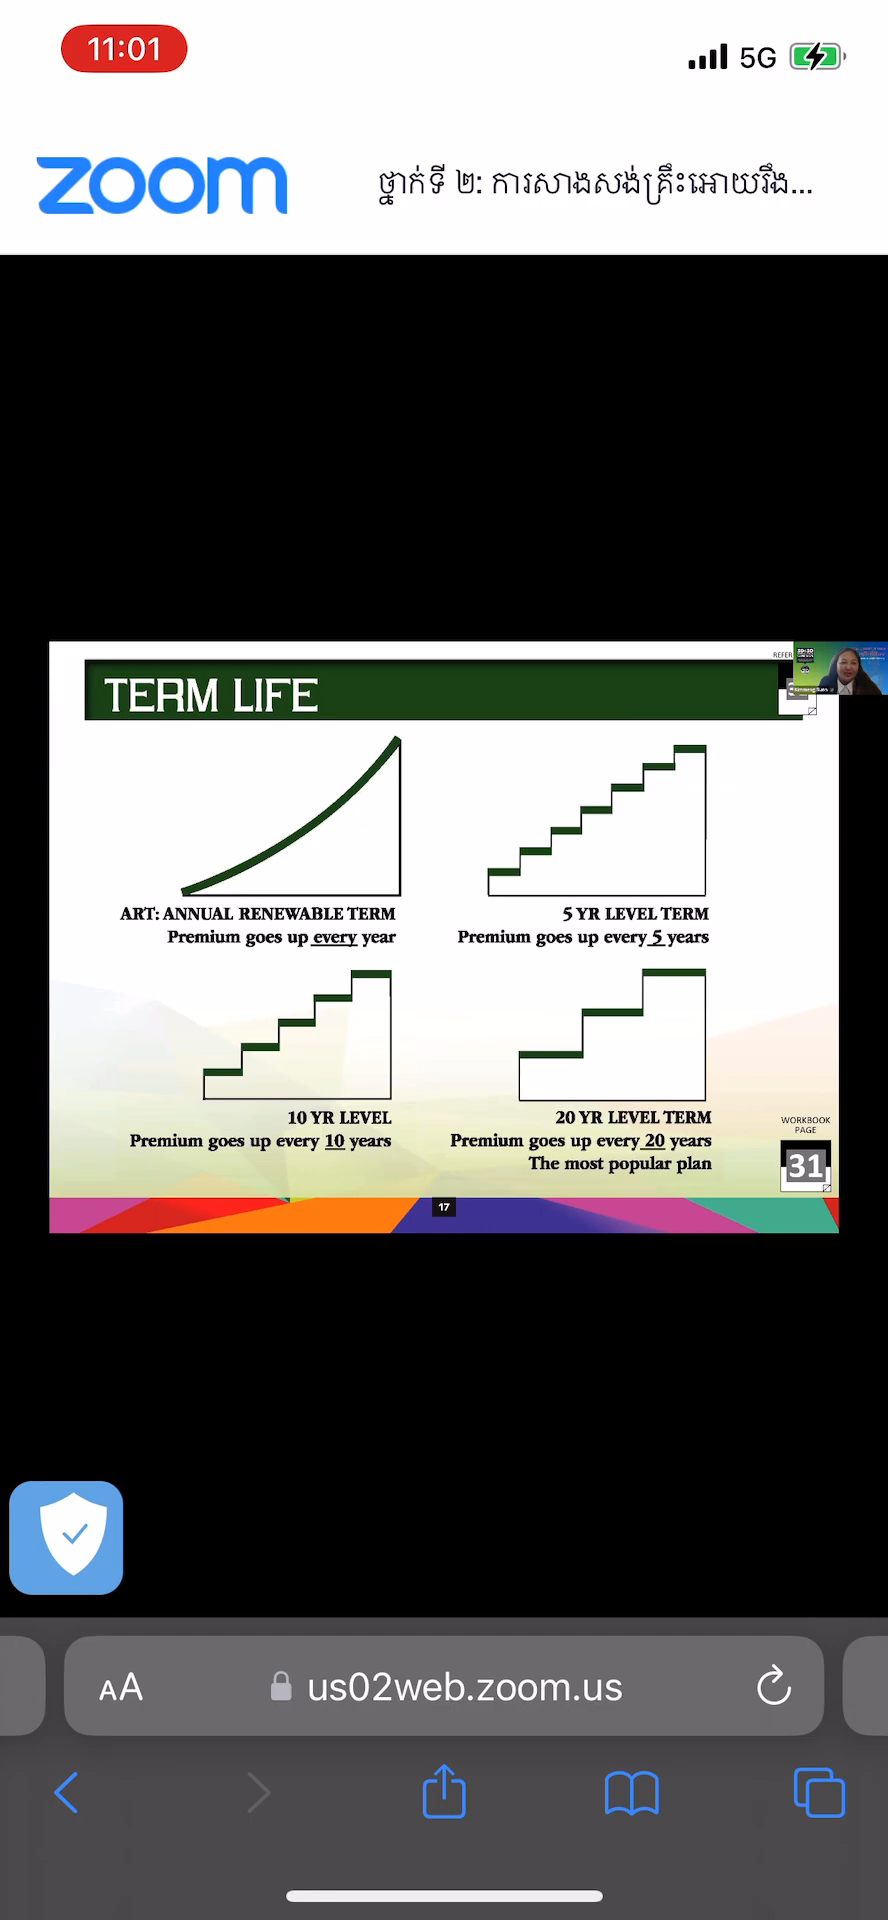 11:01
5G
zoom
ថ្នាក់ទី ២: ការសាងសង់គ្រឹះអោយរឹង...
TERM LIFE
ART: ANNUAL RENEWABLE TERM
Premium goes up every year
5 YR LEVEL TERM
Premium goes up every 5 years
10 YR LEVEL
Premium goes up every 10 years
20 YR LEVEL TERM
Premium goes up every 20 years
The most popular plan
WORKBOOK
PAGE
31
17
AA
us02web.zoom.us